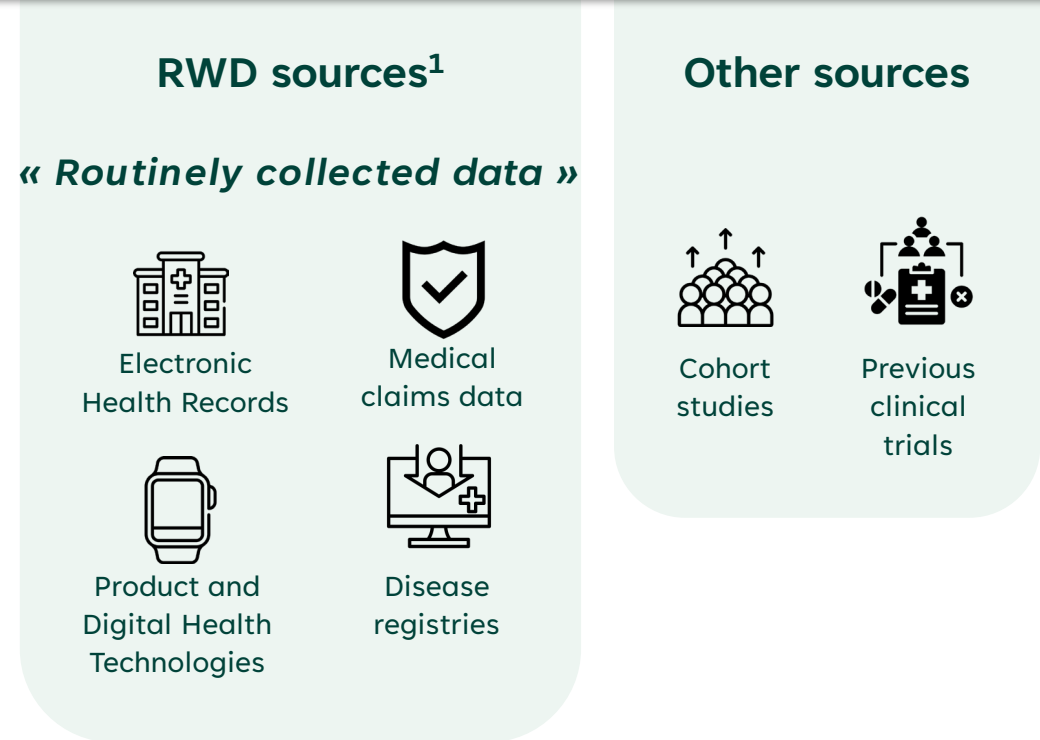 RWD sources¹
« Routinely collected data »
Electronic
Health Records
Medical
claims data
Product and
Digital Health
Technologies
Disease
registries
Other sources
Cohort
studies
Previous
clinical
trials